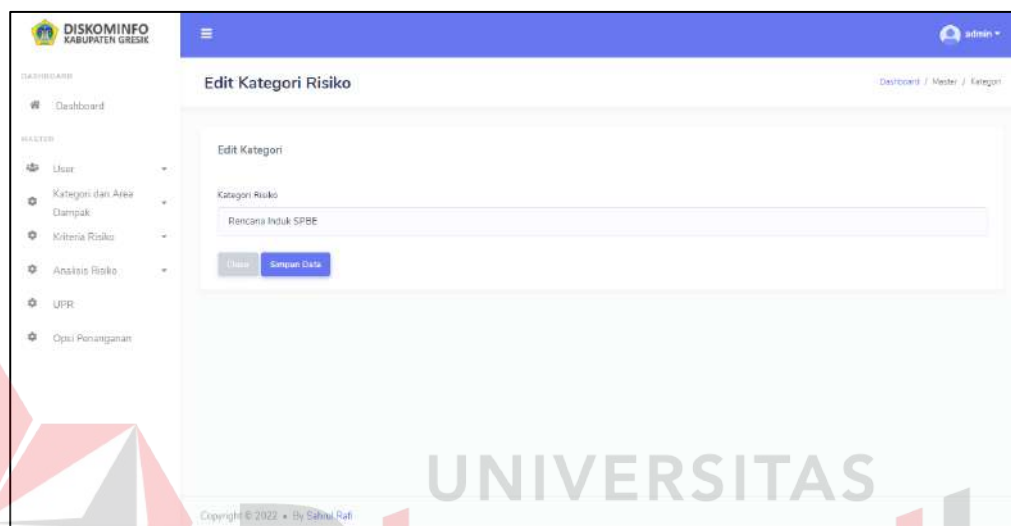 DISKOMINFO
KABUPATEN GRESIK
admin
DASHBOARD
Dashboard
MASTER
User
Kategori dan Area
Dampak
Kriteria Risiko
Analisis Risiko
UPR
Opsi Penanganan
Edit Kategori Risiko
Dashboard / Master / Kategori
Edit Kategori
Kategori Risiko
Rencana Induk SPBE
Close
Simpan Data
UNIVERSITAS
Copyright © 2022 • By Sahrul Rafi